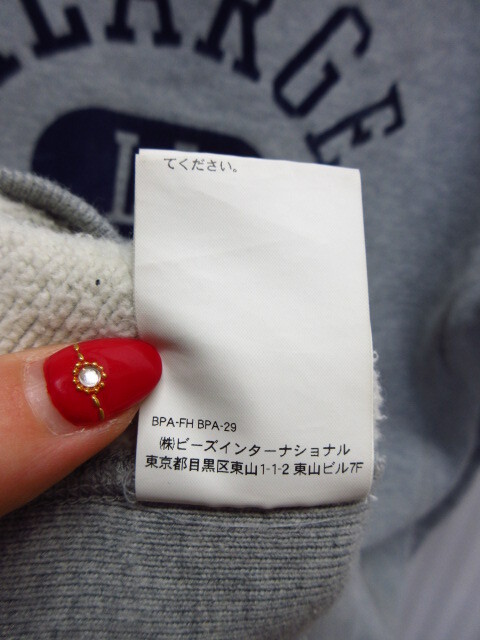 LARGE
てください。
BPA-FH BPA-29
㈱ビーズインターナショナル
東京都目黒区東山1-1-2 東山ビル7F